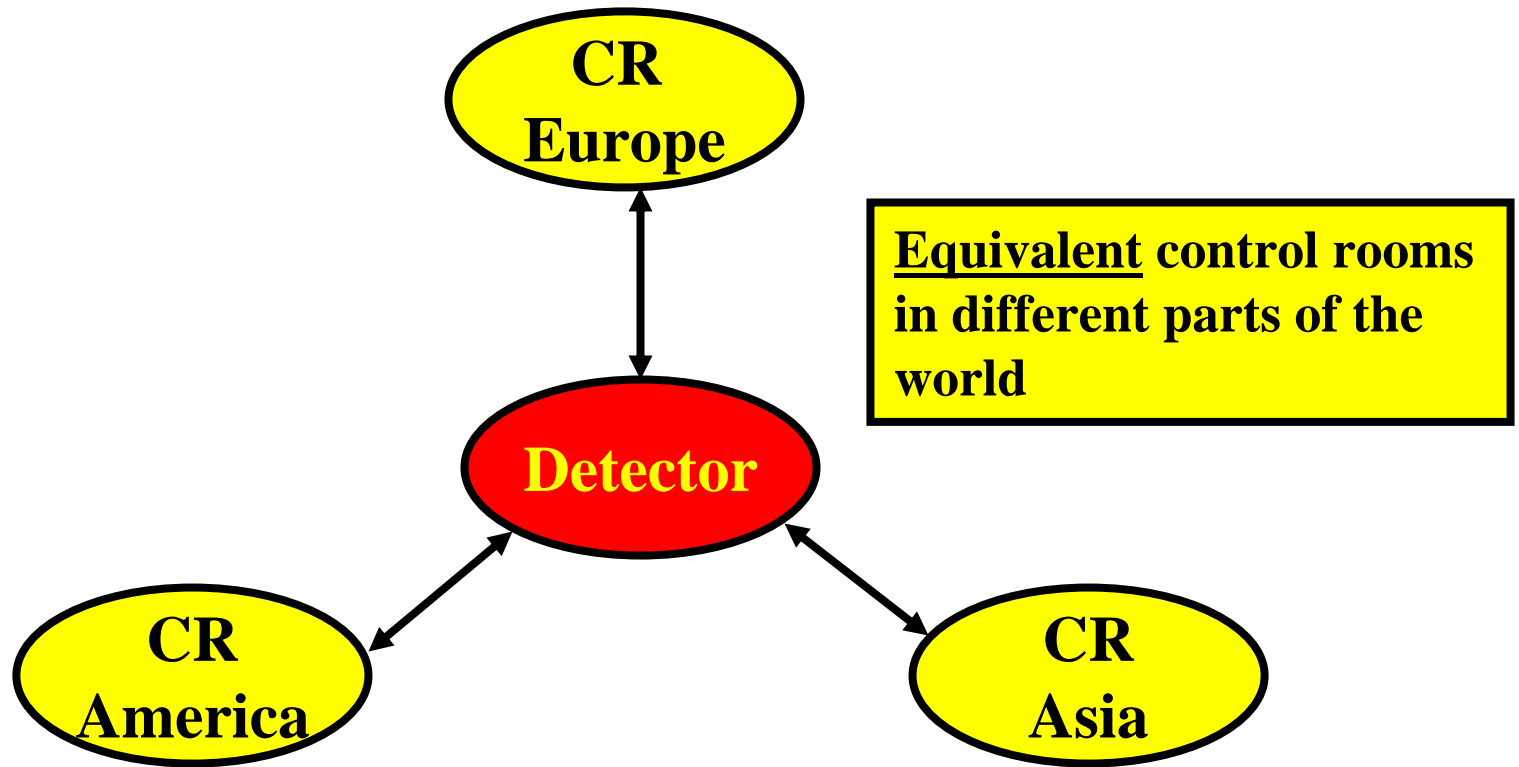 CR
Europe
Equivalent control rooms
in different parts of the
world
Detector
CR
America
CR
Asia